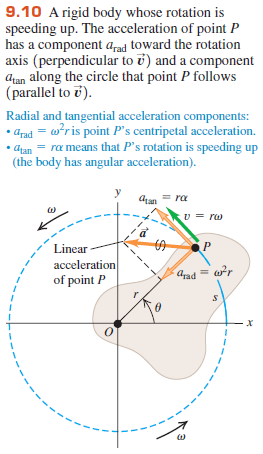 9.10 A rigid body whose rotation is
speeding up. The acceleration of point P
has a component a_rad toward the rotation
axis (perpendicular to v⃗) and a component
a_tan along the circle that point P follows
(parallel to v⃗).
Radial and tangential acceleration components:
• a_rad = ω²r is point P's centripetal acceleration.
• a_tan = rα means that P's rotation is speeding up
(the body has angular acceleration).
y
a_tan = rα
ω
v = rω
a⃗
Linear
acceleration
of point P
P
a_rad = ω²r
r
s
θ
x
O
ω